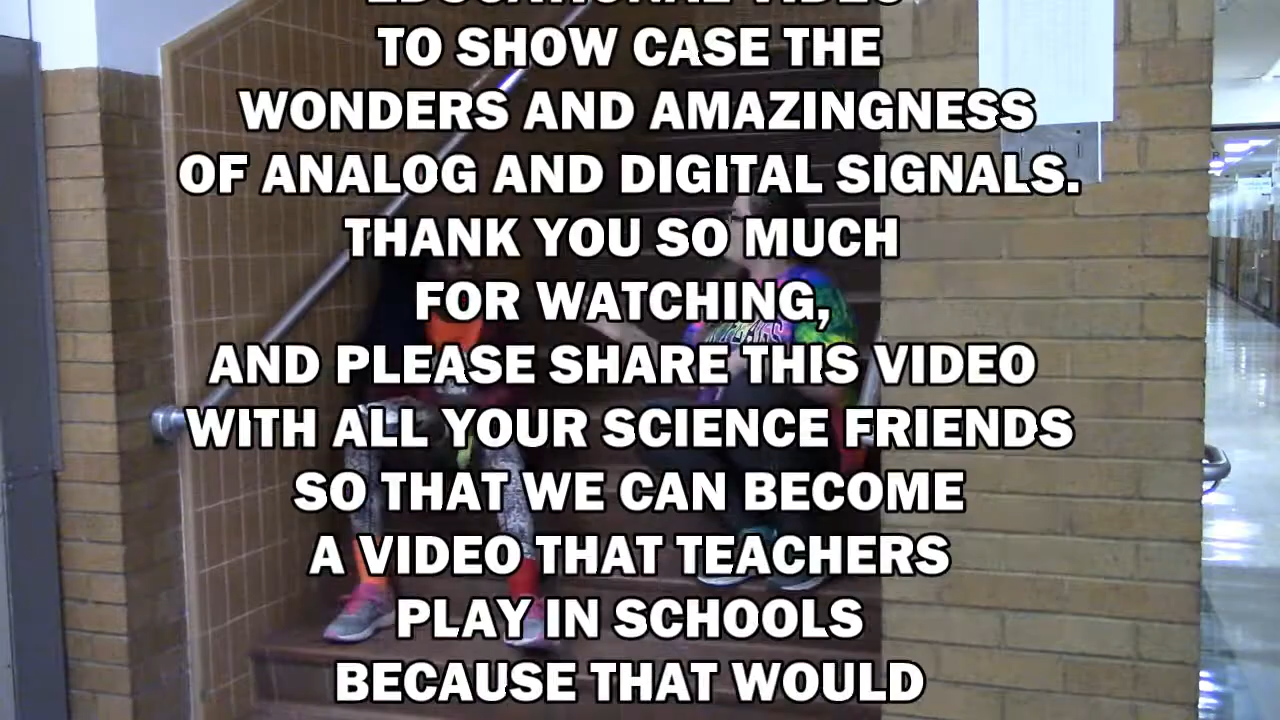 EDUCATIONAL VIDEO
TO SHOW CASE THE
WONDERS AND AMAZINGNESS
OF ANALOG AND DIGITAL SIGNALS.
THANK YOU SO MUCH
FOR WATCHING,
AND PLEASE SHARE THIS VIDEO
WITH ALL YOUR SCIENCE FRIENDS
SO THAT WE CAN BECOME
A VIDEO THAT TEACHERS
PLAY IN SCHOOLS
BECAUSE THAT WOULD